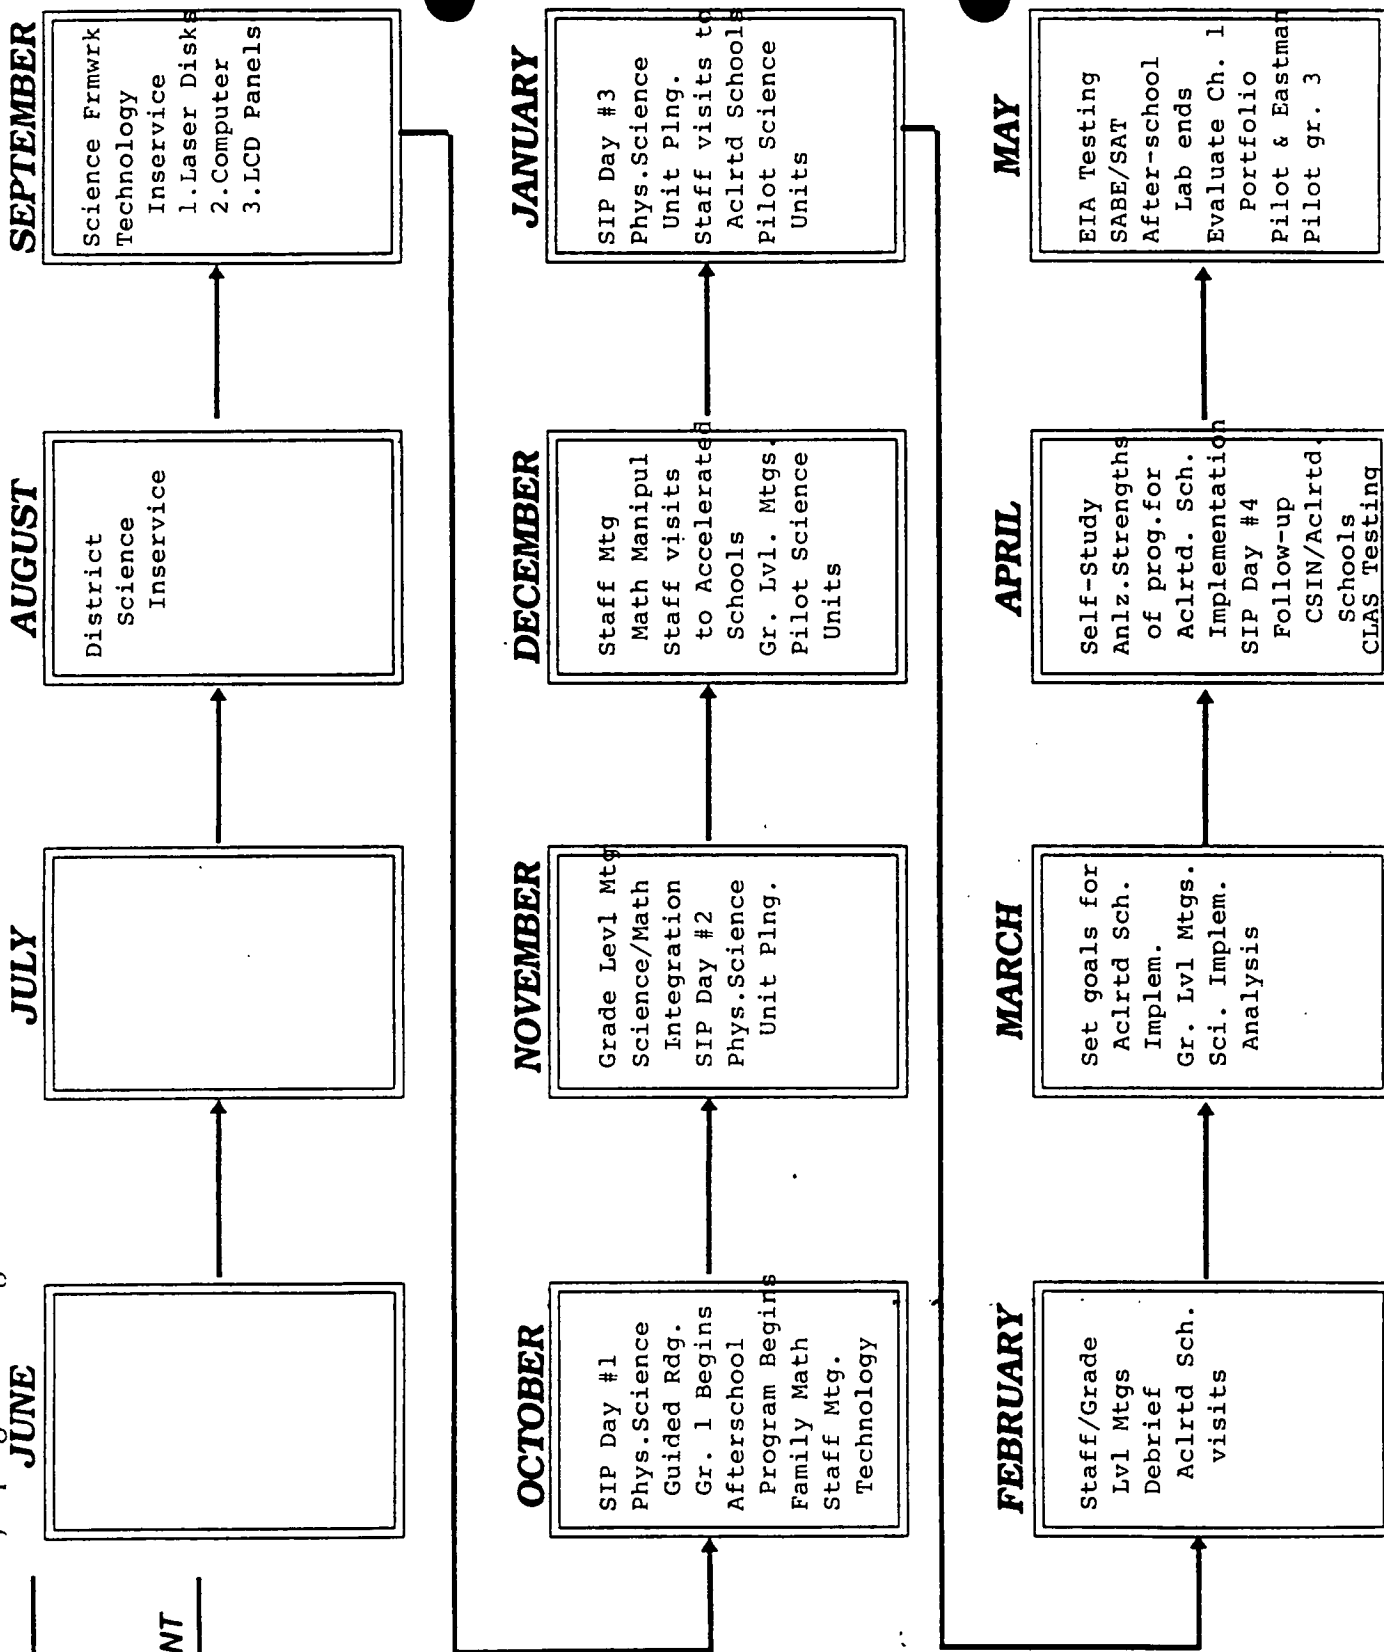 JUNE
JULY
AUGUST
District
Science
Inservice
SEPTEMBER
Science Frmwrk
Technology
Inservice
1.Laser Disks
2.Computer
3.LCD Panels
NT
OCTOBER
SIP Day #1
Phys.Science
Guided Rdg.
Gr. 1 Begins
Afterschool
Program Begins
Family Math
Staff Mtg.
Technology
NOVEMBER
Grade Levl Mtg
Science/Math
Integration
SIP Day #2
Phys.Science
Unit Plng.
DECEMBER
Staff Mtg
Math Manipul
Staff visits
to Accelerated
Schools
Gr. Lvl. Mtgs.
Pilot Science
Units
JANUARY
SIP Day #3
Phys.Science
Unit Plng.
Staff visits to
Aclrtd Schools
Pilot Science
Units
FEBRUARY
Staff/Grade
Lvl Mtgs
Debrief
Aclrtd Sch.
visits
MARCH
Set goals for
Aclrtd Sch.
Implem.
Gr. Lvl Mtgs.
Sci. Implem.
Analysis
APRIL
Self-Study
Anlz.Strengths
of prog.for
Aclrtd. Sch.
Implementation
SIP Day #4
Follow-up
CSIN/Aclrtd.
Schools
CLAS Testing
MAY
EIA Testing
SABE/SAT
After-school
Lab ends
Evaluate Ch. 1
Portfolio
Pilot & Eastman
Pilot gr. 3